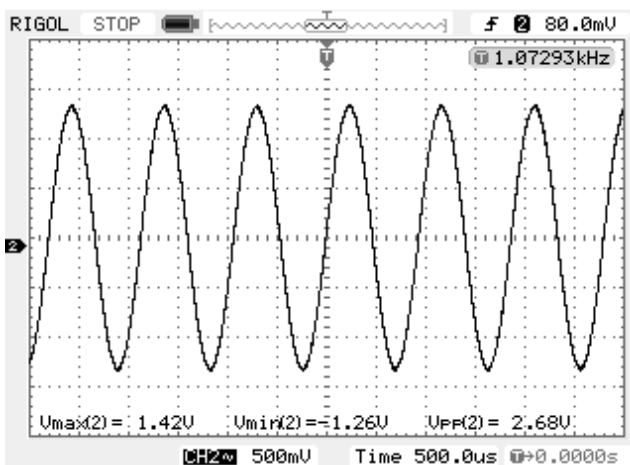 RIGOL STOP T f 2 80.0mV
T 1.07293kHz
2
Vmax(2)= 1.42V Vmin(2)=-1.26V Vpp(2)= 2.68V
CH2~ 500mV Time 500.0us T→0.0000s